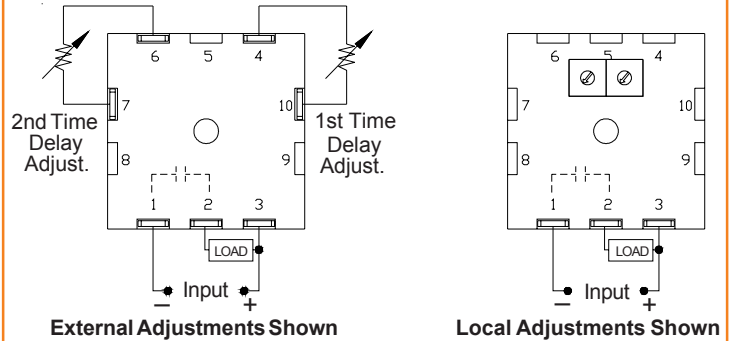 6 5 4
7 10
2nd Time
Delay
Adjust.
1st Time
Delay
Adjust.
8 9
1 2 3
LOAD
− Input +
External Adjustments Shown
6 5 4
7 10
8 9
1 2 3
LOAD
− Input +
Local Adjustments Shown